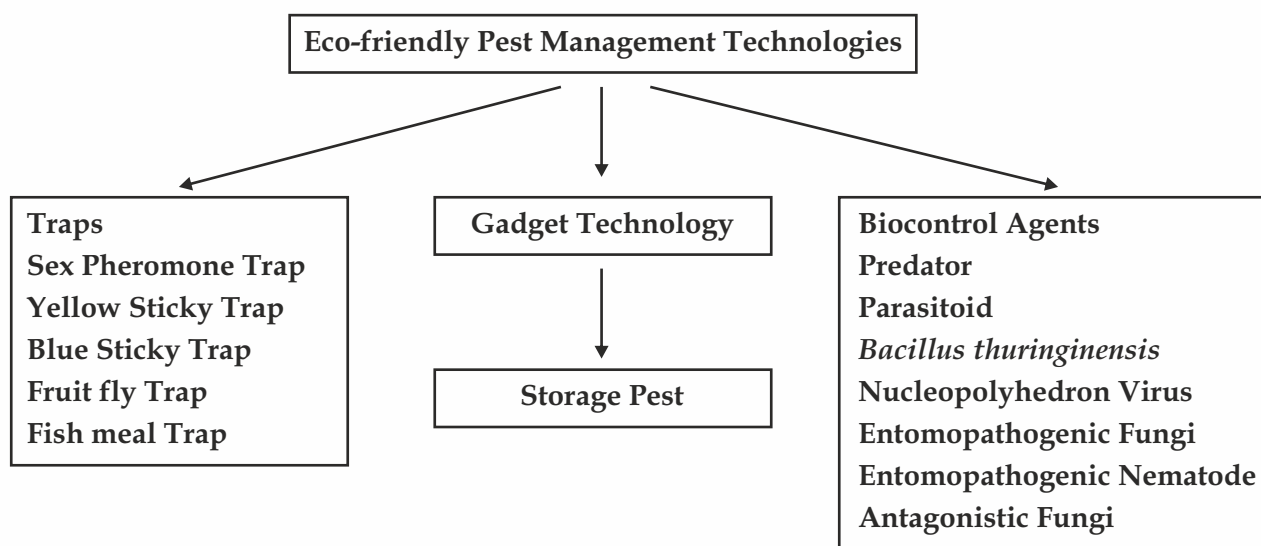 Eco-friendly Pest Management Technologies
Traps
Sex Pheromone Trap
Yellow Sticky Trap
Blue Sticky Trap
Fruit fly Trap
Fish meal Trap
Gadget Technology
Storage Pest
Biocontrol Agents
Predator
Parasitoid
Bacillus thuringinensis
Nucleopolyhedron Virus
Entomopathogenic Fungi
Entomopathogenic Nematode
Antagonistic Fungi